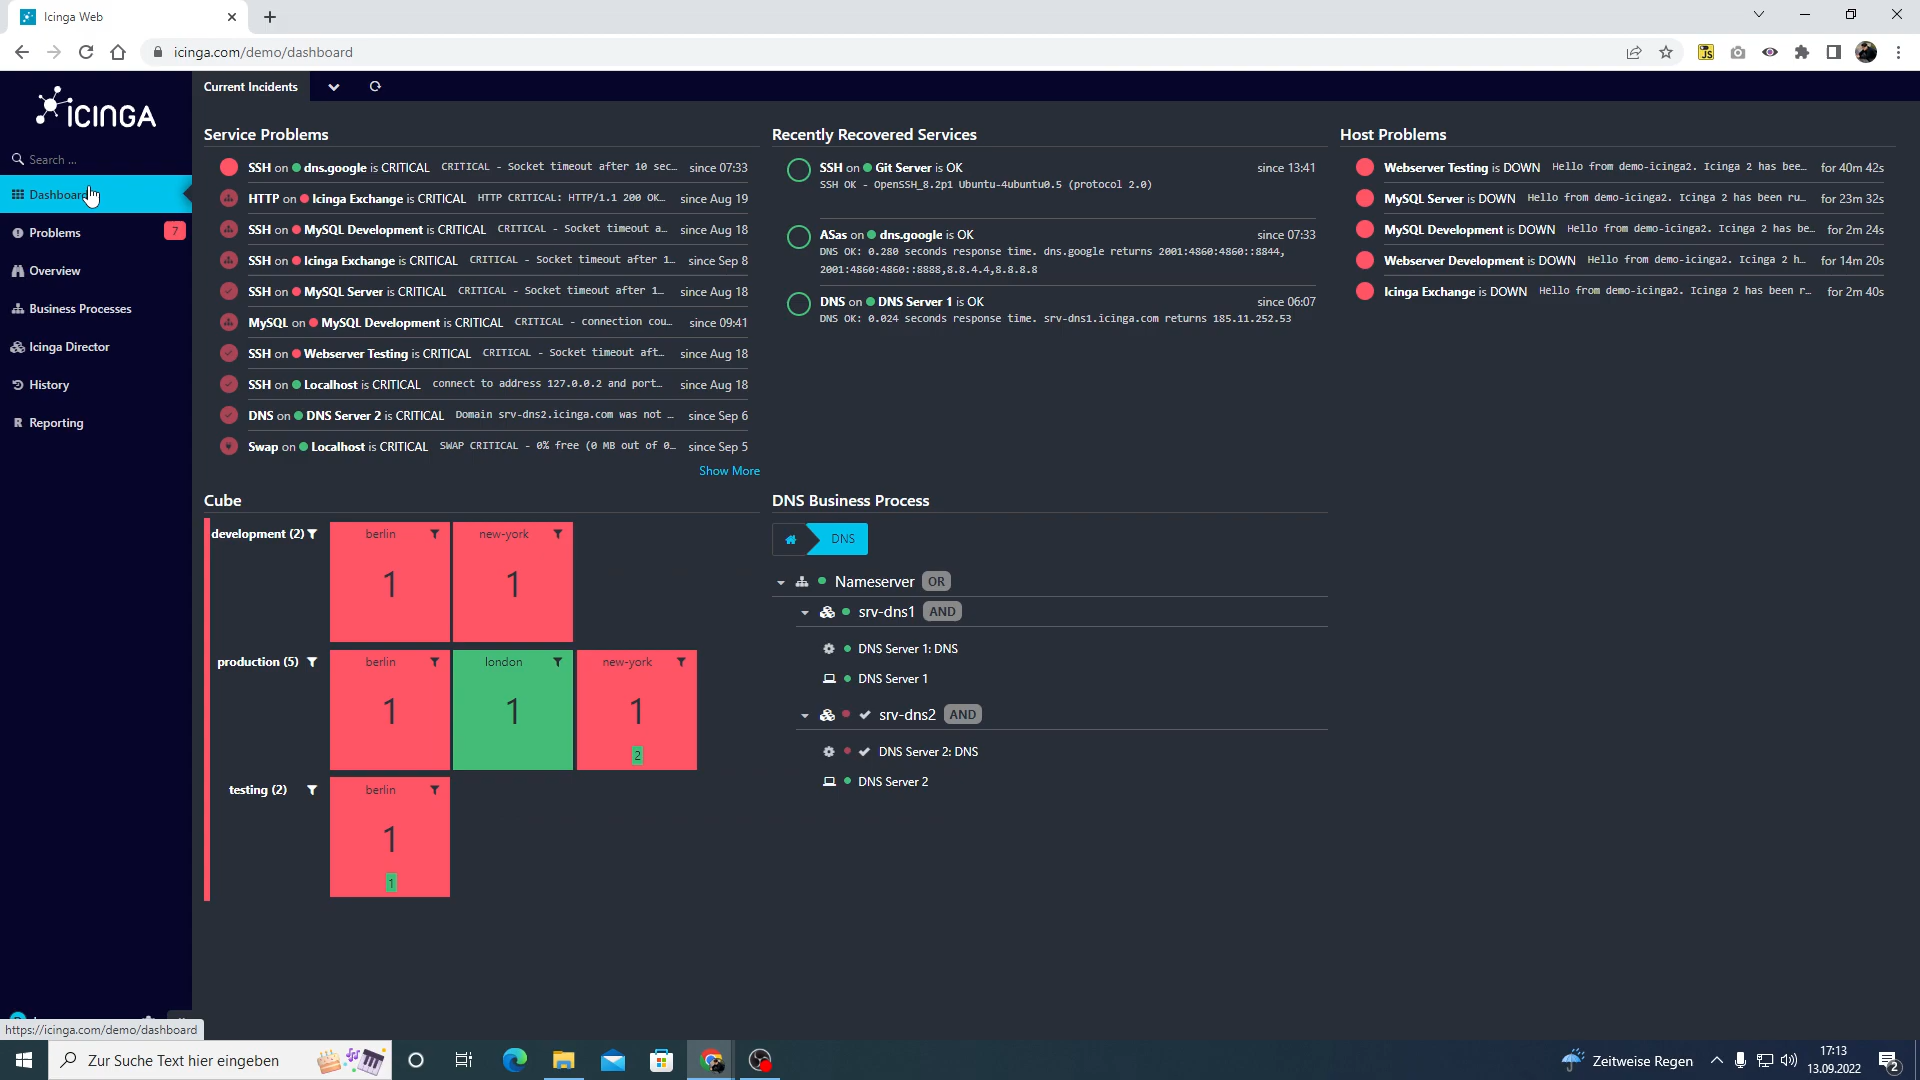 Icinga Web
icinga.com/demo/dashboard
JS
ICINGA
Current Incidents
Search ...
Dashboard
Problems
7
Overview
Business Processes
Icinga Director
History
R Reporting
Service Problems
SSH on dns.google is CRITICAL CRITICAL - Socket timeout after 10 sec… since 07:33
HTTP on Icinga Exchange is CRITICAL HTTP CRITICAL: HTTP/1.1 200 OK… since Aug 19
SSH on MySQL Development is CRITICAL CRITICAL - Socket timeout a… since Aug 18
SSH on Icinga Exchange is CRITICAL CRITICAL - Socket timeout after 1… since Sep 8
SSH on MySQL Server is CRITICAL CRITICAL - Socket timeout after 1… since Aug 18
MySQL on MySQL Development is CRITICAL CRITICAL - connection cou… since 09:41
SSH on Webserver Testing is CRITICAL CRITICAL - Socket timeout aft… since Aug 18
SSH on Localhost is CRITICAL connect to address 127.0.0.2 and port… since Aug 18
DNS on DNS Server 2 is CRITICAL Domain srv-dns2.icinga.com was not … since Sep 6
Swap on Localhost is CRITICAL SWAP CRITICAL - 0% free (0 MB out of 0… since Sep 5
Show More
Recently Recovered Services
SSH on Git Server is OK since 13:41
SSH OK - OpenSSH_8.2p1 Ubuntu-4ubuntu0.5 (protocol 2.0)
ASas on dns.google is OK since 07:33
DNS OK: 0.280 seconds response time. dns.google returns 2001:4860:4860::8844,
2001:4860:4860::8888,8.8.4.4,8.8.8.8
DNS on DNS Server 1 is OK since 06:07
DNS OK: 0.024 seconds response time. srv-dns1.icinga.com returns 185.11.252.53
Host Problems
Webserver Testing is DOWN Hello from demo-icinga2. Icinga 2 has bee… for 40m 42s
MySQL Server is DOWN Hello from demo-icinga2. Icinga 2 has been ru… for 23m 32s
MySQL Development is DOWN Hello from demo-icinga2. Icinga 2 has be… for 2m 24s
Webserver Development is DOWN Hello from demo-icinga2. Icinga 2 h… for 14m 20s
Icinga Exchange is DOWN Hello from demo-icinga2. Icinga 2 has been r… for 2m 40s
Cube
development (2) berlin new-york
1 1
production (5) berlin london new-york
1 1 1
2
testing (2) berlin
1
1
DNS Business Process
DNS
Nameserver OR
srv-dns1 AND
DNS Server 1: DNS
DNS Server 1
srv-dns2 AND
DNS Server 2: DNS
DNS Server 2
https://icinga.com/demo/dashboard
Zur Suche Text hier eingeben
Zeitweise Regen
17:13
13.09.2022
2